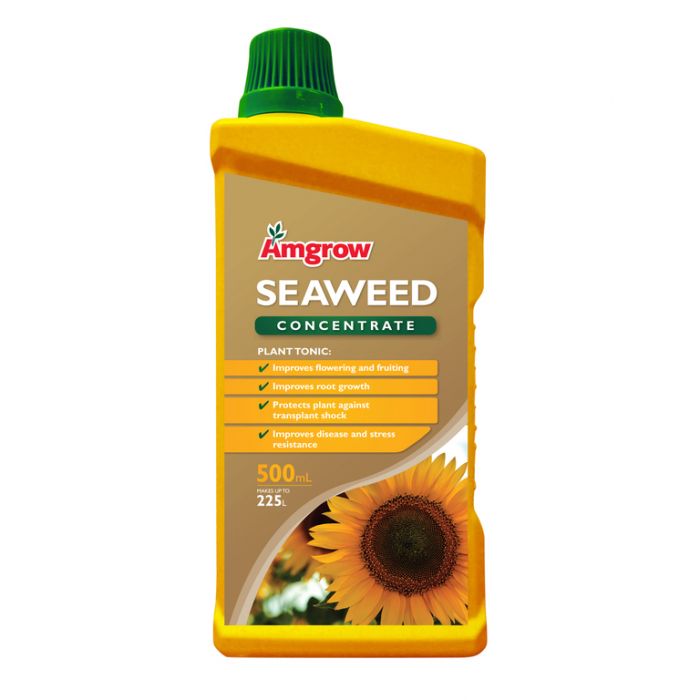 Amgrow
SEAWEED
CONCENTRATE
PLANT TONIC:
Improves flowering and fruiting
Improves root growth
Protects plant against
transplant shock
Improves disease and stress
resistance
500mL
MAKES UP TO
225L